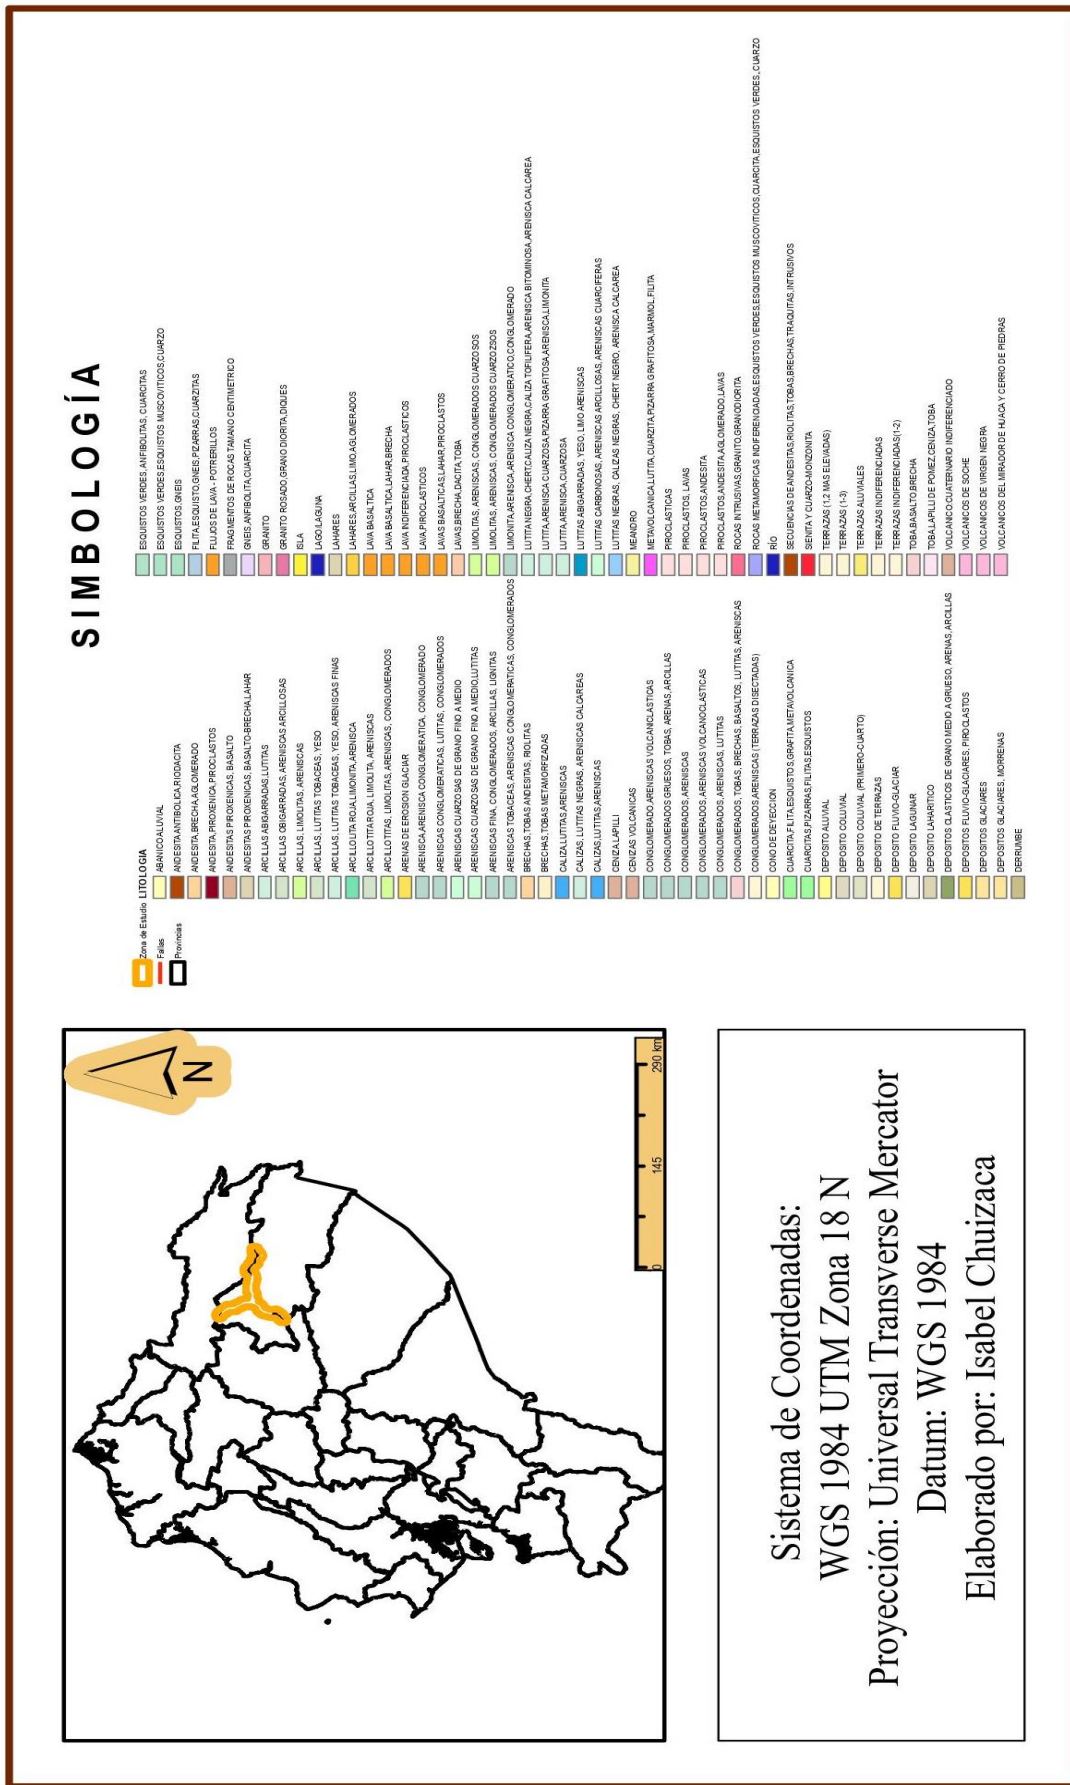 SIMBOLOGÍA
Zona de Estudio
Fallas
Provincias
LITOLOGIA
ABANICO ALUVIAL
ANDESITA ANTIBOLICA,RIODACITA
ANDESITA,BRECHA,AGLOMERADO
ANDESITA,PIROXENICA,PIROCLASTOS
ANDESITAS PIROXENICAS, BASALTO
ANDESITAS PIROXENICAS, BASALTO-BRECHA,LAHAR
ARCILLAS ABIGARRADAS,LUTITAS
ARCILLAS OBIGARRADAS, ARENISCAS ARCILLOSAS
ARCILLAS, LIMOLITAS, ARENISCAS
ARCILLAS, LUTITAS TOBACEAS, YESO
ARCILLAS, LUTITAS TOBACEAS, YESO, ARENISCAS FINAS
ARCILLOLITA ROJA,LIMONITA,ARENISCA
ARCILLOTITA ROJA, LIMOLITA, ARENISCAS
ARCILLOTITAS, LIMOLITAS, ARENISCAS, CONGLOMERADOS
ARENAS DE EROSION GLACIAR
ARENISCA,ARENISCA CONGLOMERATICA, CONGLOMERADO
ARENISCAS CONGLOMERATICAS, LUTITAS, CONGLOMERADOS
ARENISCAS CUARZOSAS DE GRANO FINO A MEDIO
ARENISCAS CUARZOSAS DE GRANO FINO A MEDIO,LUTITAS
ARENISCAS FINA, CONGLOMERADOS, ARCILLAS, LIGNITAS
ARENISCAS TOBACEAS, ARENISCAS CONGLOMERATICAS, CONGLOMERADOS
BRECHAS,TOBAS ANDESITAS, RIOLITAS
BRECHAS,TOBAS METAMORFIZADAS
CALIZA,LUTITAS,ARENISCAS
CALIZAS, LUTITAS NEGRAS, ARENISCAS CALCAREAS
CALIZAS,LUTITAS,ARENISCAS
CENIZA,LAPILLI
CENIZAS VOLCANICAS
CONGLOMERADO,ARENISCAS VOLCANICLASTICAS
CONGLOMERADOS GRUESOS, TOBAS, ARENAS,ARCILLAS
CONGLOMERADOS,ARENISCAS
CONGLOMERADOS,ARENISCAS VOLCANOCLASTICAS
CONGLOMERADOS,ARENISCAS, LUTITAS
CONGLOMERADOS, TOBAS, BRECHAS, BASALTOS, LUTITAS, ARENISCAS
CONGLOMERADOS,ARENISCAS (TERRAZAS DISECTADAS)
CONO DE DEYECCION
CUARCITA,FILITA,ESQUISTOS,GRAFITA,METAVOLCANICA
CUARCITAS,PIZARRAS,FILITAS,ESQUISTOS
DEPOSITO ALUVIAL
DEPOSITO COLUVIAL
DEPOSITO COLUVIAL (PRIMERO-CUARTO)
DEPOSITO DE TERRAZAS
DEPOSITO FLUVIO-GLACIAR
DEPOSITO LAGUNAR
DEPOSITO LAHARITICO
DEPOSITOS CLASTICOS DE GRANO MEDIO A GRUESO, ARENAS, ARCILLAS
DEPOSITOS FLUVIO-GLACIARES, PIROCLASTOS
DEPOSITOS GLACIARES
DEPOSITOS GLACIARES, MORRENAS
DERRUMBE
ESQUISTOS VERDES, ANFIBOLITAS, CUARCITAS
ESQUISTOS VERDES,ESQUISTOS MUSCOVITICOS,CUARZO
ESQUISTOS,GNEIS
FILITA,ESQUISTO,GNEIS,PIZARRAS,CUARZITAS
FLUJOS DE LAVA - POTRERILLOS
FRAGMENTO DE ROCAS TAMANO CENTIMETRICO
GNEIS,ANFIBOLITA,CUARCITA
GRANITO
GRANITO ROSADO,GRANO DIORITA,DIQUES
ISLA
LAGO/LAGUNA
LAHARES
LAHARES,ARCILLAS,LIMO,AGLOMERADOS
LAVA BASALTICA
LAVA BASALTICA,LAHAR,BRECHA
LAVA INDIFERENCIADA,PIROCLASTICOS
LAVA,PIROCLASTICOS
LAVAS BASALTICAS,LAHAR,PIROCLASTOS
LAVAS,BRECHA,DACITA,TOBA
LIMOLITAS, ARENISCAS, CONGLOMERADOS CUARZOSOS
LIMOLITAS, ARENISCAS, CONGLOMERADOS CUARZOZSOS
LIMONITA,ARENISCA,ARENISCA CONGLOMERATICO,CONGLOMERADO
LUTITA NEGRA,CHERT,CALIZA NEGRA,CALIZA TOFILIFERA,ARENISCA BITOMINOSA,ARENISCA CALCAREA
LUTITA,ARENISCA CUARZOSA,PIZARRA GRAFITOSA,ARENISCA,LIMONITA
LUTITA,ARENISCA,CUARZOSA
LUTITAS ABIGARRADAS, YESO, LIMO ARENISCAS
LUTITAS CARBONOSAS, ARENISCAS ARCILLOSAS, ARENISCAS CUARCIFERAS
LUTITAS NEGRAS, CALIZAS NEGRAS, CHERT NEGRO, ARENISCA CALCAREA
MEANDRO
METAVOLCANICA,LUTITA, CUARZITA,PIZARRA GRAFITOSA,MARMOL,FILITA
PIROCLASTICAS
PIROCLASTOS, LAVAS
PIROCLASTOS,ANDESITA
PIROCLASTOS,ANDESITA,AGLOMERADO,LAVAS
ROCAS INTRUSIVAS,GRANITO,GRANODIORITA
ROCAS METAMORFICAS INDIFERENCIADAS,ESQUISTOS VERDES,ESQUISTOS MUSCOVITICOS,CUARCITA,ESQUISTOS VERDES, CUARZO
RÍO
SECUENCIAS DE ANDESITAS,RIOLITAS,TOBAS,BRECHAS,TRAQUITAS,INTRUSIVOS
SIENITA Y CUARZO-MONZONITA
TERRAZAS (1,2 MAS ELEVADAS)
TERRAZAS (1-3)
TERRAZAS ALUVIALES
TERRAZAS INDIFERENCIADAS
TERRAZAS INDIFERENCIADAS(1-2)
TOBA,BASALTO,BRECHA
TOBA,LAPILLI DE POMEZ,CENIZA,TOBA
VOLCANICO,CUATERNARIO INDIFERENCIADO
VOLCANICOS DE SOCHE
VOLCANICOS DE VIRGEN NEGRA
VOLCANICOS DEL MIRADOR DE HUACA Y CERRO DE PIEDRAS
N
0 145 290 km
Sistema de Coordenadas:
WGS 1984 UTM Zona 18 N
Proyección: Universal Transverse Mercator
Datum: WGS 1984
Elaborado por: Isabel Chuizaca